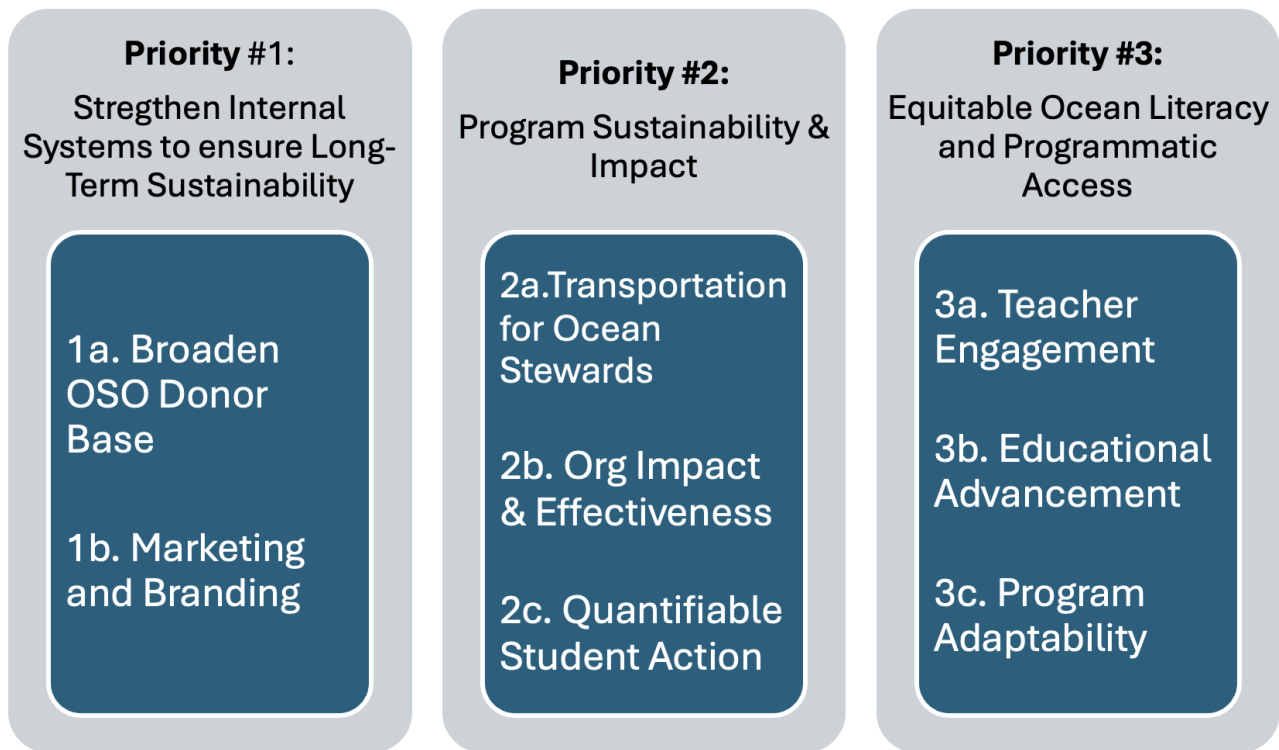 Priority #1:
Stregthen Internal
Systems to ensure Long-
Term Sustainability
1a. Broaden
OSO Donor
Base
1b. Marketing
and Branding
Priority #2:
Program Sustainability &
Impact
2a.Transportation
for Ocean
Stewards
2b. Org Impact
& Effectiveness
2c. Quantifiable
Student Action
Priority #3:
Equitable Ocean Literacy
and Programmatic
Access
3a. Teacher
Engagement
3b. Educational
Advancement
3c. Program
Adaptability